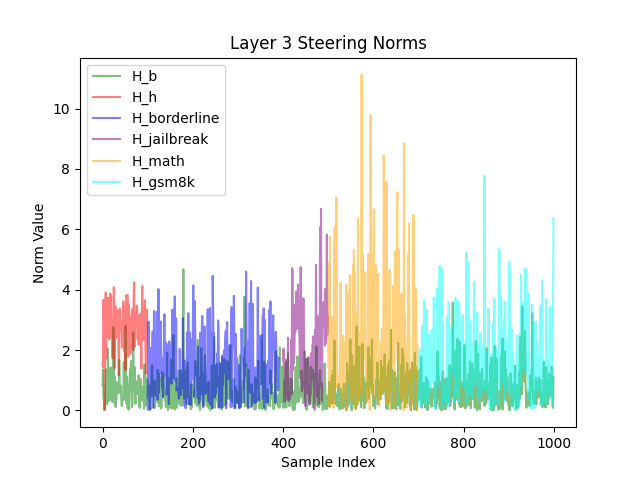 Layer 3 Steering Norms
H_b
H_h
H_borderline
H_jailbreak
H_math
H_gsm8k
Norm Value
10
8
6
4
2
0
0 200 400 600 800 1000
Sample Index